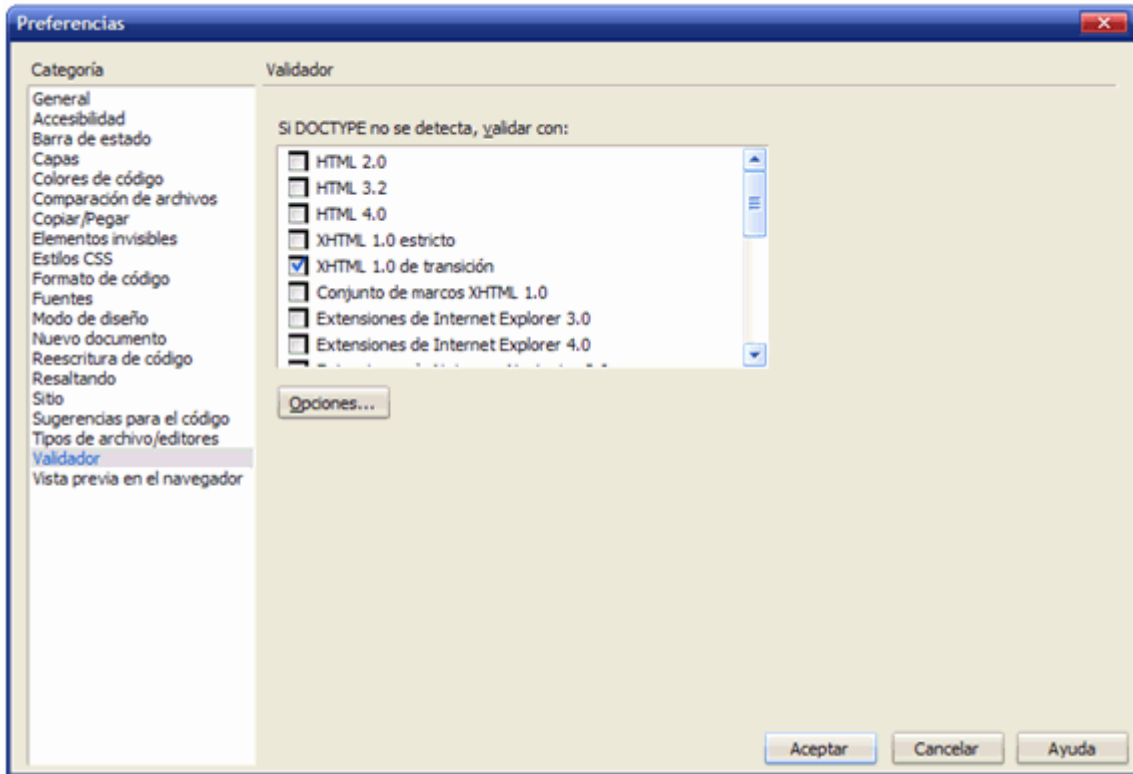 Preferencias
Categoría
General
Accesibilidad
Barra de estado
Capas
Colores de código
Comparación de archivos
Copiar/Pegar
Elementos invisibles
Estilos CSS
Formato de código
Fuentes
Modo de diseño
Nuevo documento
Reescritura de código
Resaltando
Sitio
Sugerencias para el código
Tipos de archivo/editores
Validador
Vista previa en el navegador
Validador
Si DOCTYPE no se detecta, validar con:
HTML 2.0
HTML 3.2
HTML 4.0
XHTML 1.0 estricto
XHTML 1.0 de transición
Conjunto de marcos XHTML 1.0
Extensiones de Internet Explorer 3.0
Extensiones de Internet Explorer 4.0
Opciones...
Aceptar
Cancelar
Ayuda